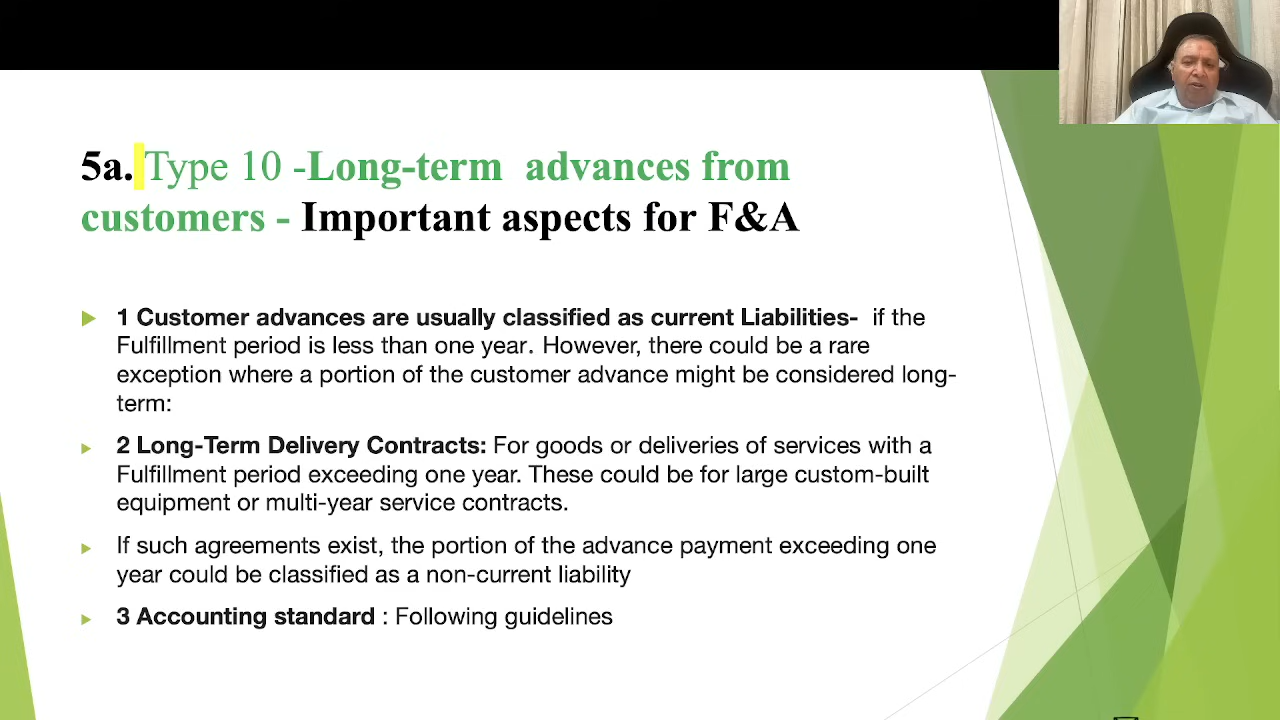 5a. Type 10 -Long-term advances from
customers - Important aspects for F&A
1 Customer advances are usually classified as current Liabilities- if the
Fulfillment period is less than one year. However, there could be a rare
exception where a portion of the customer advance might be considered long-
term:
2 Long-Term Delivery Contracts: For goods or deliveries of services with a
Fulfillment period exceeding one year. These could be for large custom-built
equipment or multi-year service contracts.
If such agreements exist, the portion of the advance payment exceeding one
year could be classified as a non-current liability
3 Accounting standard : Following guidelines